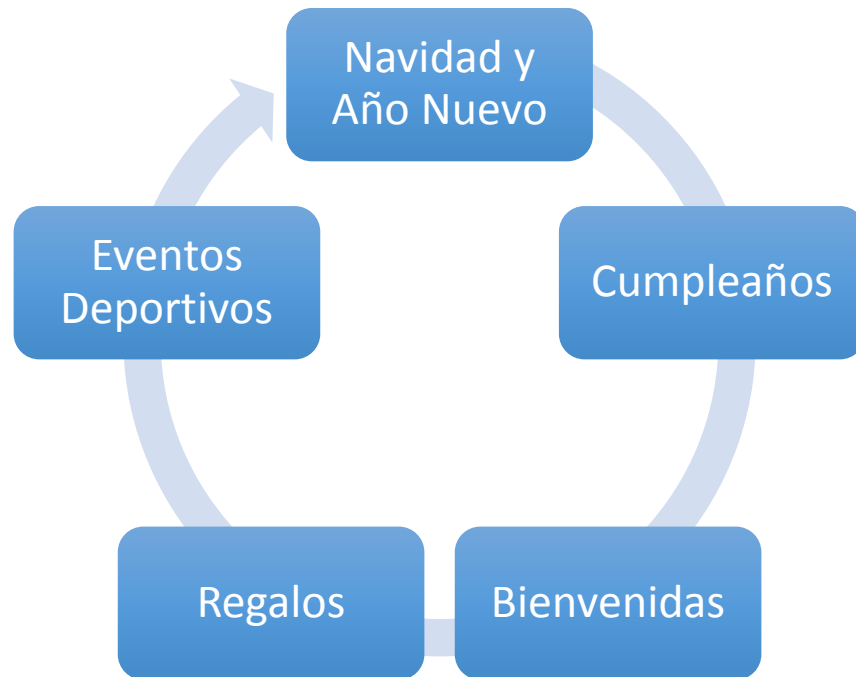 Navidad y
Año Nuevo
Cumpleaños
Bienvenidas
Regalos
Eventos
Deportivos